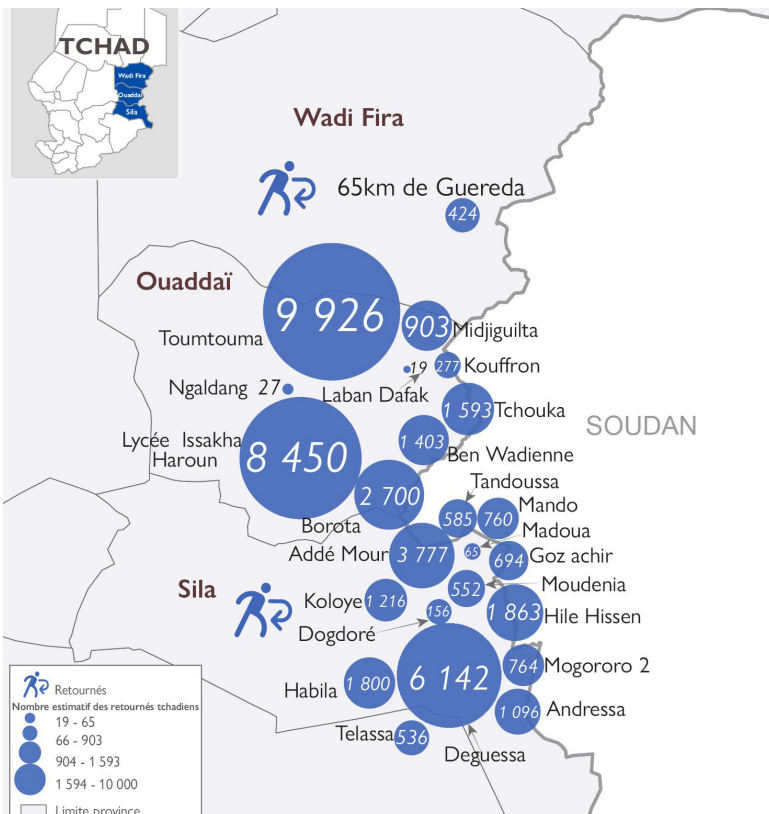 TCHAD
Wadi Fira
Ouaddaï
Sila
Wadi Fira
65km de Guereda
424
Ouaddaï
9 926
Toumtouma
903
Midjiguilta
19
Laban Dafak
277
Kouffron
Ngaldang 27
1 593
Tchouka
SOUDAN
Lycée Issakha
Haroun
8 450
1 403
Ben Wadienne
2 700
Borota
Tandoussa
585
760
Mando
Madoua
65
Addé Mour
3 777
694
Goz achir
Moudenia
552
Sila
Koloye
1 216
156
Dogdoré
1 863
Hile Hissen
6 142
Deguessa
764
Mogororo 2
Habila
1 800
1 096
Andressa
Telassa
536
Retournés
Nombre estimatif des retournés tchadiens
19 - 65
66 - 903
904 - 1 593
1 594 - 10 000
Limite province